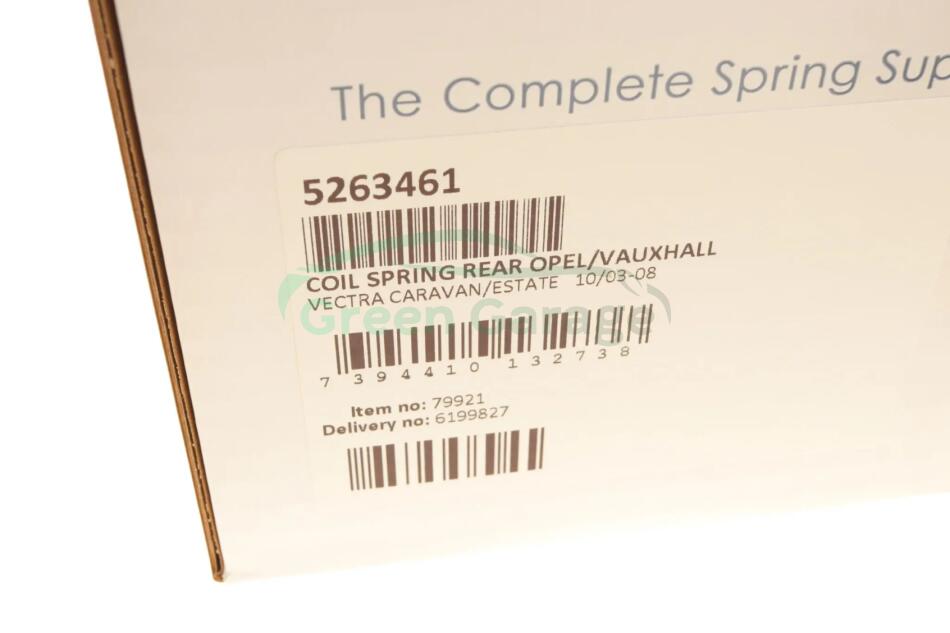 The Complete Spring Sup
5263461
COIL SPRING REAR OPEL/VAUXHALL
VECTRA CARAVAN/ESTATE 10/03-08
Green Garage
7 394410 132738
Item no: 79921
Delivery no: 6199827